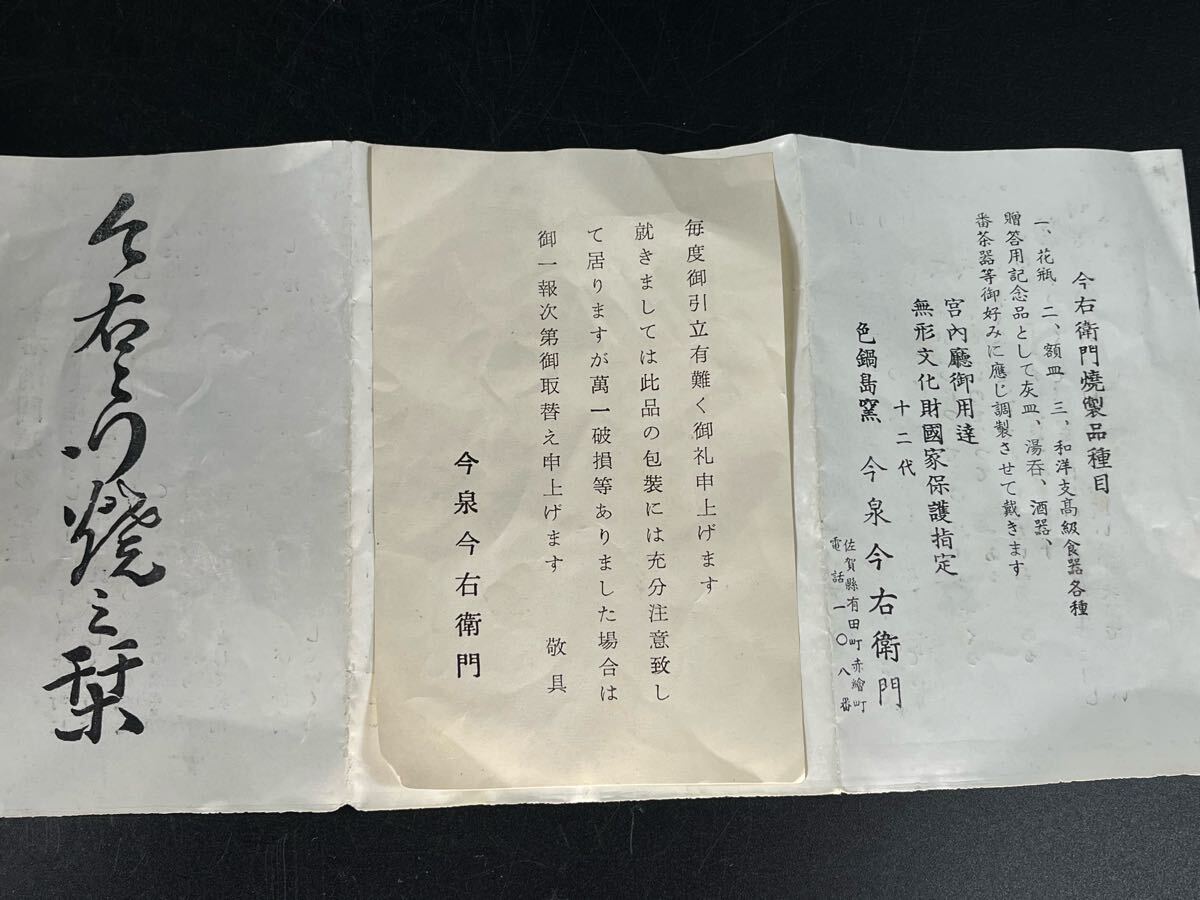 今右衛門燒製品種目
一、花瓶 二、額皿 三、和洋支高級食器各種
贈答用記念品として灰皿、湯呑、酒器、
番茶器等御好みに應じ調製させて戴きます
宮內廳御用達
無形文化財國家保護指定
十二代
色鍋島窯 今泉今右衛門
佐賀縣有田町赤繪町
電話一〇八番
毎度御引立有難く御礼申上げます
就きましては此品の包裝には充分注意致し
て居りますが萬一破損等ありました場合は
御一報次第御取替え申上げます 敬具
今泉今右衛門
今右衛门燒之栞